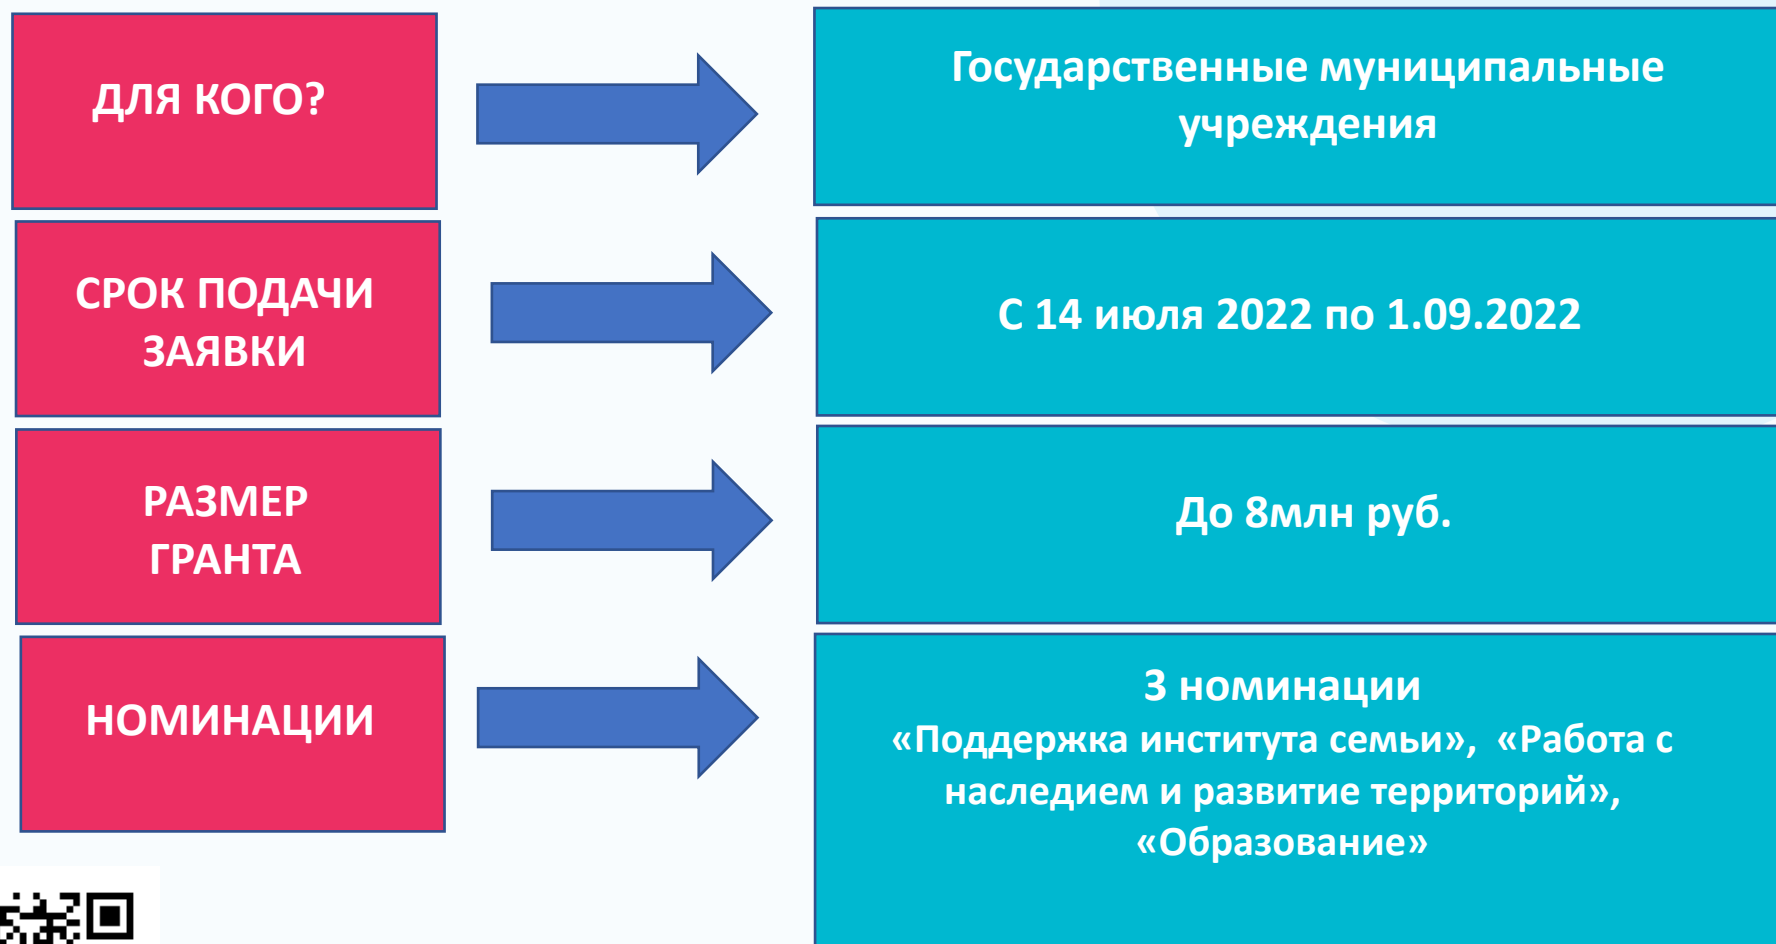 ДЛЯ КОГО?
Государственные муниципальные
учреждения
СРОК ПОДАЧИ
ЗАЯВКИ
С 14 июля 2022 по 1.09.2022
РАЗМЕР
ГРАНТА
До 8млн руб.
НОМИНАЦИИ
3 номинации
«Поддержка института семьи», «Работа с
наследием и развитие территорий»,
«Образование»